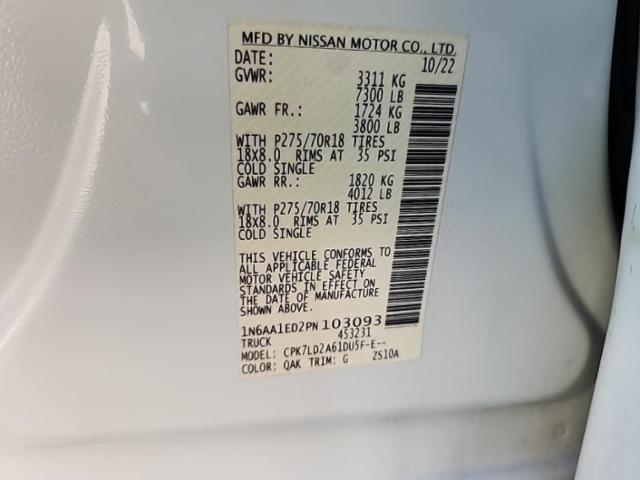 MFD BY NISSAN MOTOR CO., LTD.
DATE: 10/22
GVWR: 3311 KG
7300 LB
GAWR FR.: 1724 KG
3800 LB
WITH P275/70R18 TIRES
18x8.0 RIMS AT 35 PSI
COLD SINGLE
GAWR RR.: 1820 KG
4012 LB
WITH P275/70R18 TIRES
18x8.0 RIMS AT 35 PSI
COLD SINGLE
THIS VEHICLE CONFORMS TO
ALL APPLICABLE FEDERAL
MOTOR VEHICLE SAFETY
STANDARDS IN EFFECT ON
THE DATE OF MANUFACTURE
SHOWN ABOVE.
1N6AA1ED2PN103093
TRUCK 453231
MODEL: CPK7LD2A61DU5F-E--
COLOR: QAK TRIM: G ZS10A